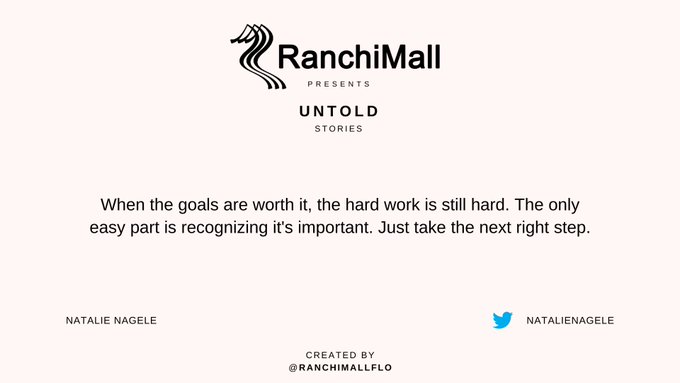 RanchiMall
PRESENTS
UNTOLD
STORIES
When the goals are worth it, the hard work is still hard. The only
easy part is recognizing it's important. Just take the next right step.
NATALIE NAGELE
NATALIENAGELE
CREATED BY
@RANCHIMALLFLO